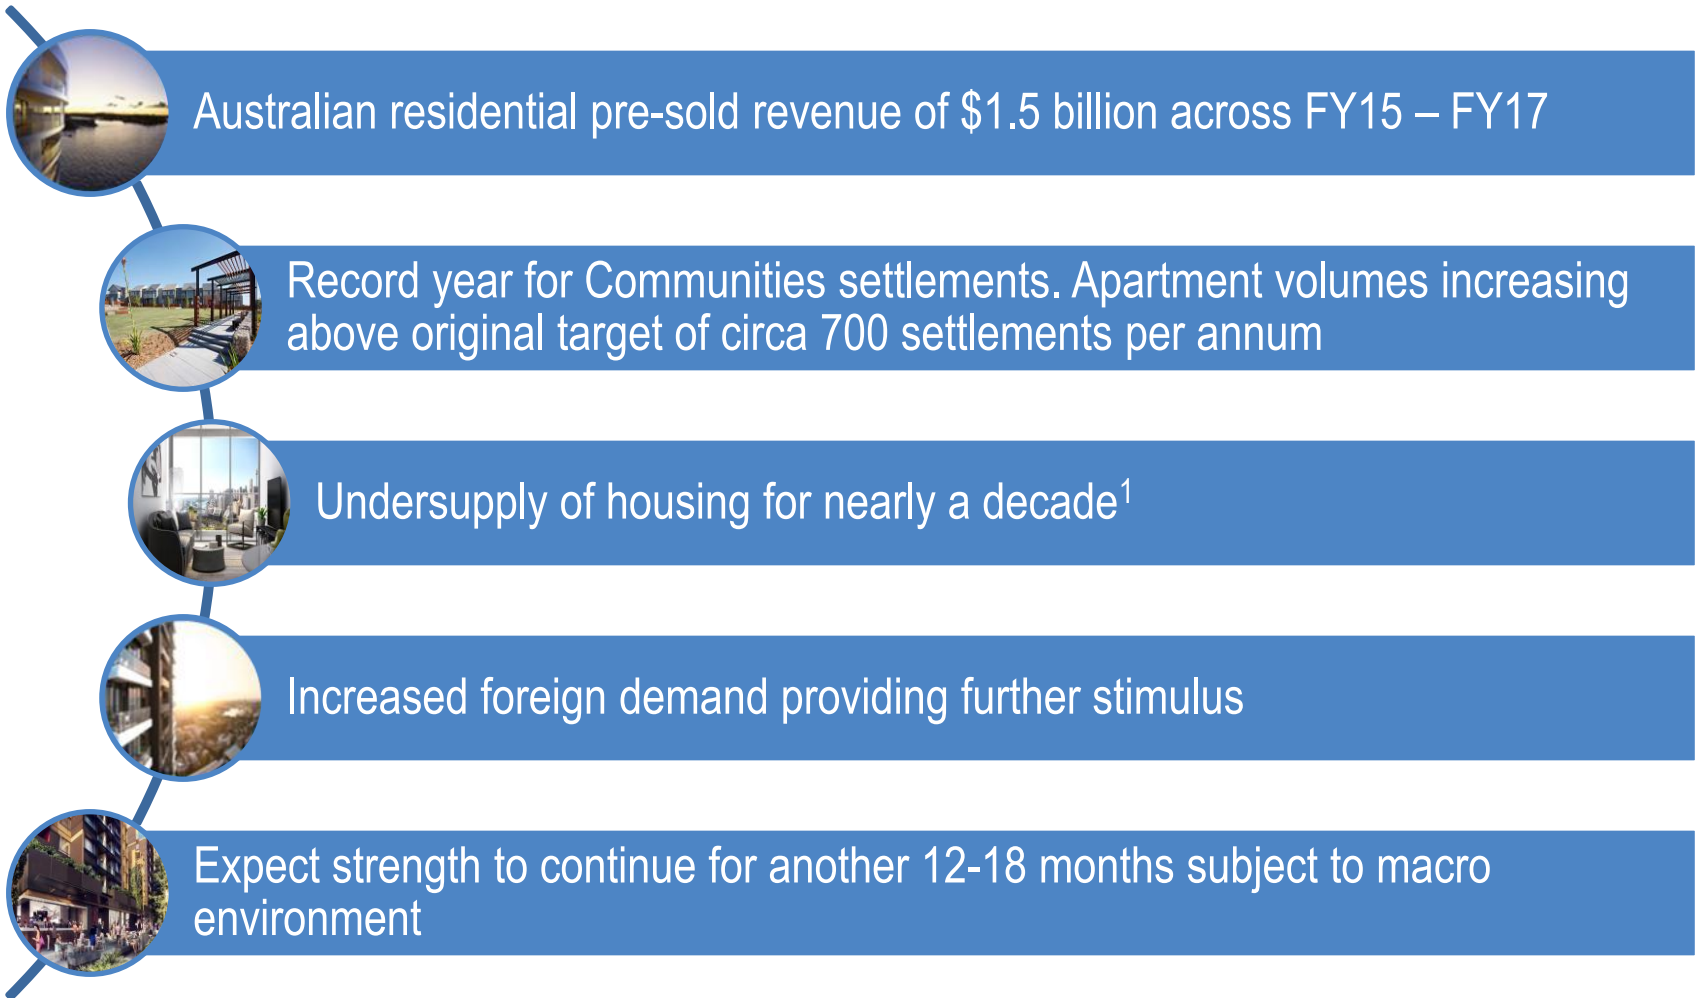 Australian residential pre-sold revenue of $1.5 billion across FY15 – FY17
Record year for Communities settlements. Apartment volumes increasing
above original target of circa 700 settlements per annum
Undersupply of housing for nearly a decade¹
Increased foreign demand providing further stimulus
Expect strength to continue for another 12-18 months subject to macro
environment